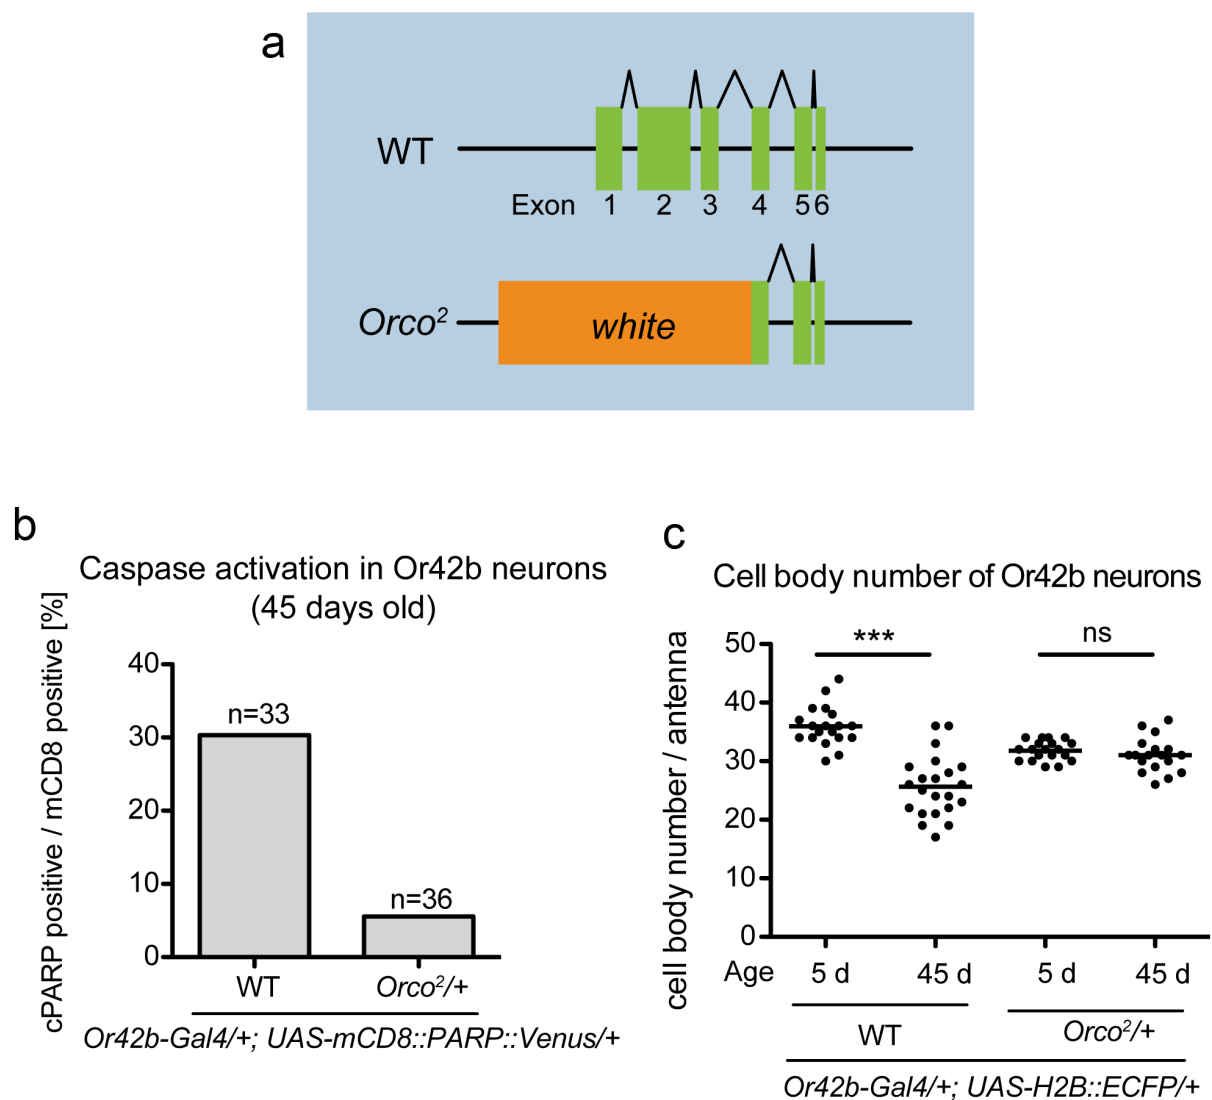 a
WT
Exon 1 2 3 4 5 6
Orco²
white
b
Caspase activation in Or42b neurons
(45 days old)
cPARP positive / mCD8 positive [%]
40
30
20
10
0
n=33
n=36
WT Orco²/+
Or42b-Gal4/+; UAS-mCD8::PARP::Venus/+
c
Cell body number of Or42b neurons
cell body number / antenna
50
40
30
20
10
0
*** ns
Age 5 d 45 d 5 d 45 d
WT Orco²/+
Or42b-Gal4/+; UAS-H2B::ECFP/+